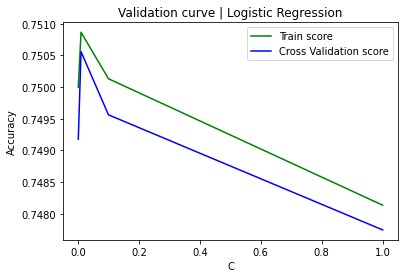 Validation curve | Logistic Regression
0.7510
0.7505
0.7500
0.7495
0.7490
0.7485
0.7480
Accuracy
Train score
Cross Validation score
0.0 0.2 0.4 0.6 0.8 1.0
C